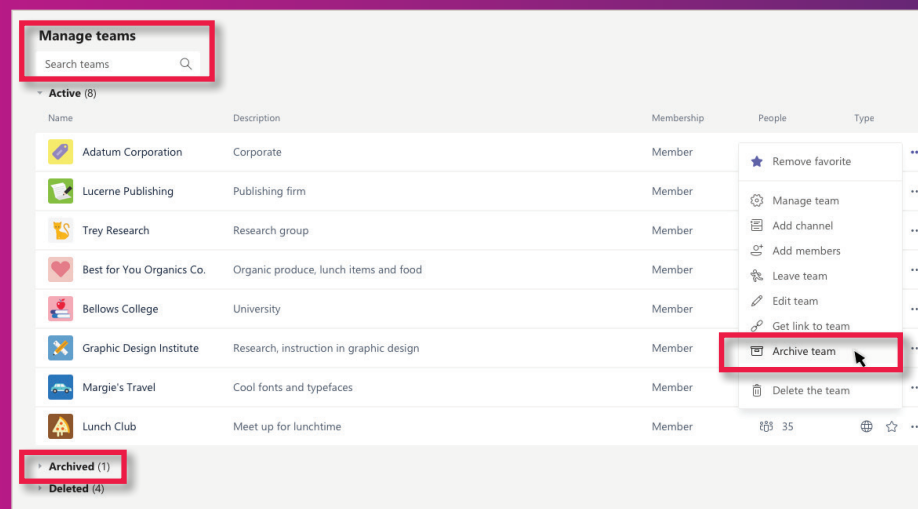 Manage teams
Search teams
Active (8)
Name Description Membership People Type
Adatum Corporation Corporate Member
Remove favorite
Lucerne Publishing Publishing firm Member
Manage team
Add channel
Trey Research Research group Member
Add members
Best for You Organics Co. Organic produce, lunch items and food Member
Leave team
Edit team
Bellows College University Member
Get link to team
Graphic Design Institute Research, instruction in graphic design Member
Archive team
Margie's Travel Cool fonts and typefaces Member
Delete the team
Lunch Club Meet up for lunchtime Member 35
Archived (1)
Deleted (4)